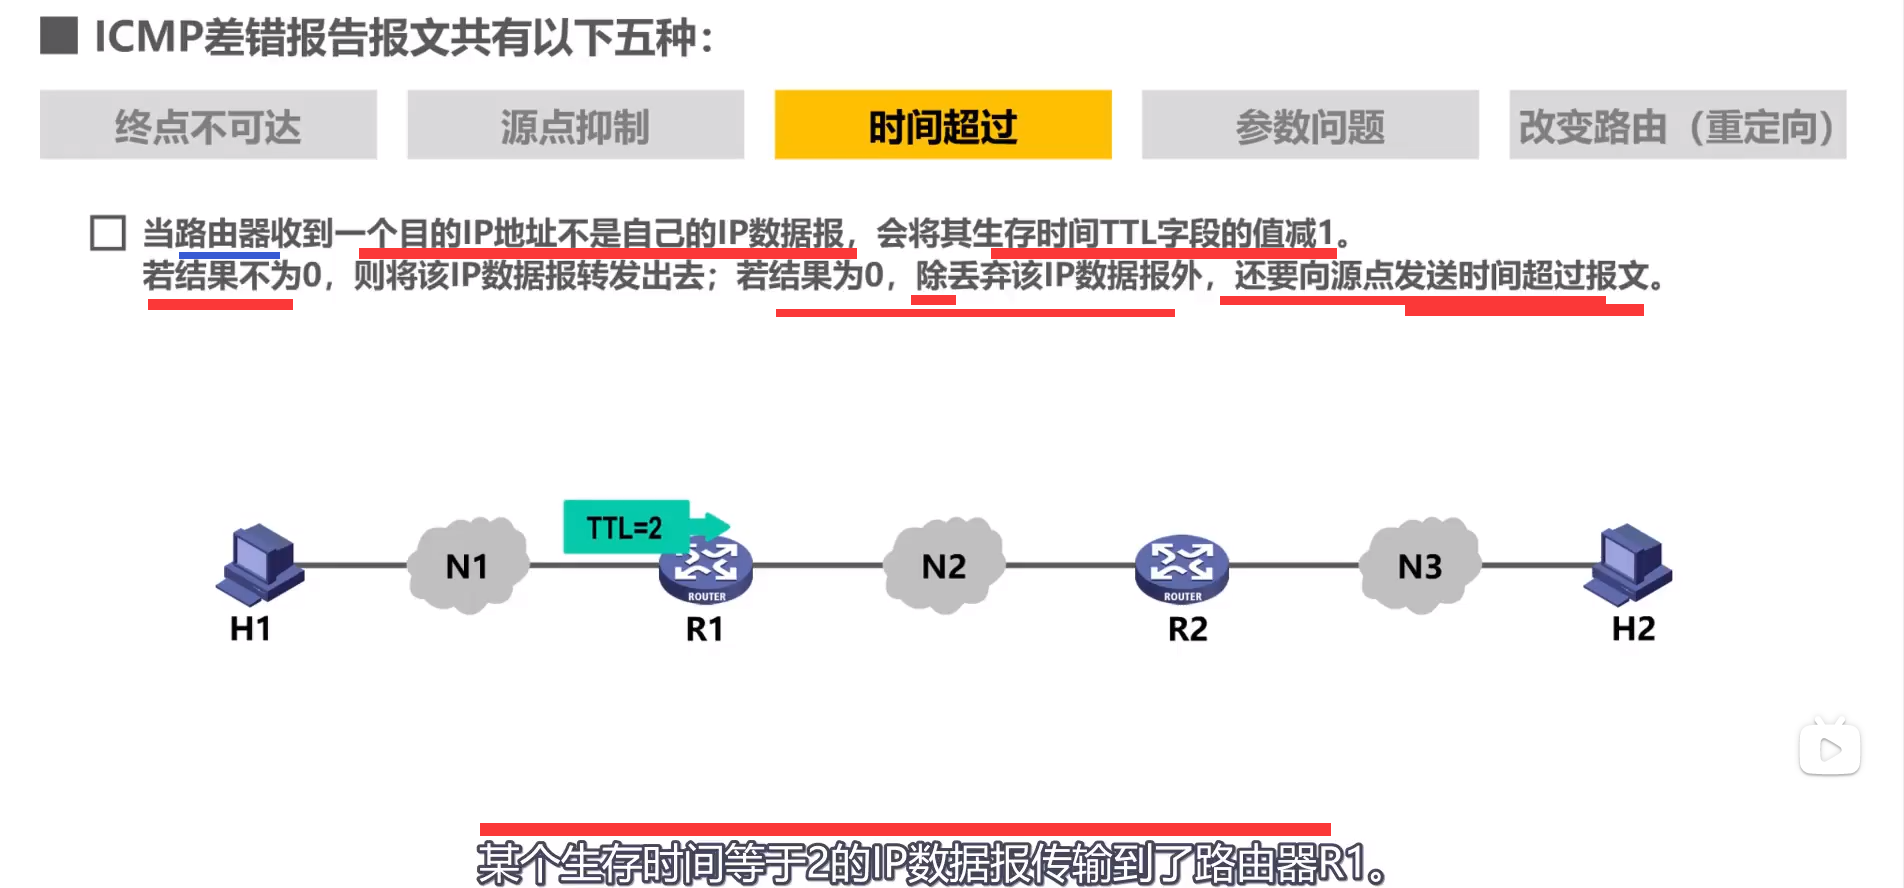 ICMP差错报告报文共有以下五种：
终点不可达
源点抑制
时间超过
参数问题
改变路由（重定向）
当路由器收到一个目的IP地址不是自己的IP数据报，会将其生存时间TTL字段的值减1。
若结果不为0，则将该IP数据报转发出去；若结果为0，除丢弃该IP数据报外，还要向源点发送时间超过报文。
TTL=2
N1
N2
N3
ROUTER
ROUTER
H1
R1
R2
H2
某个生存时间等于2的IP数据报传输到了路由器R1。